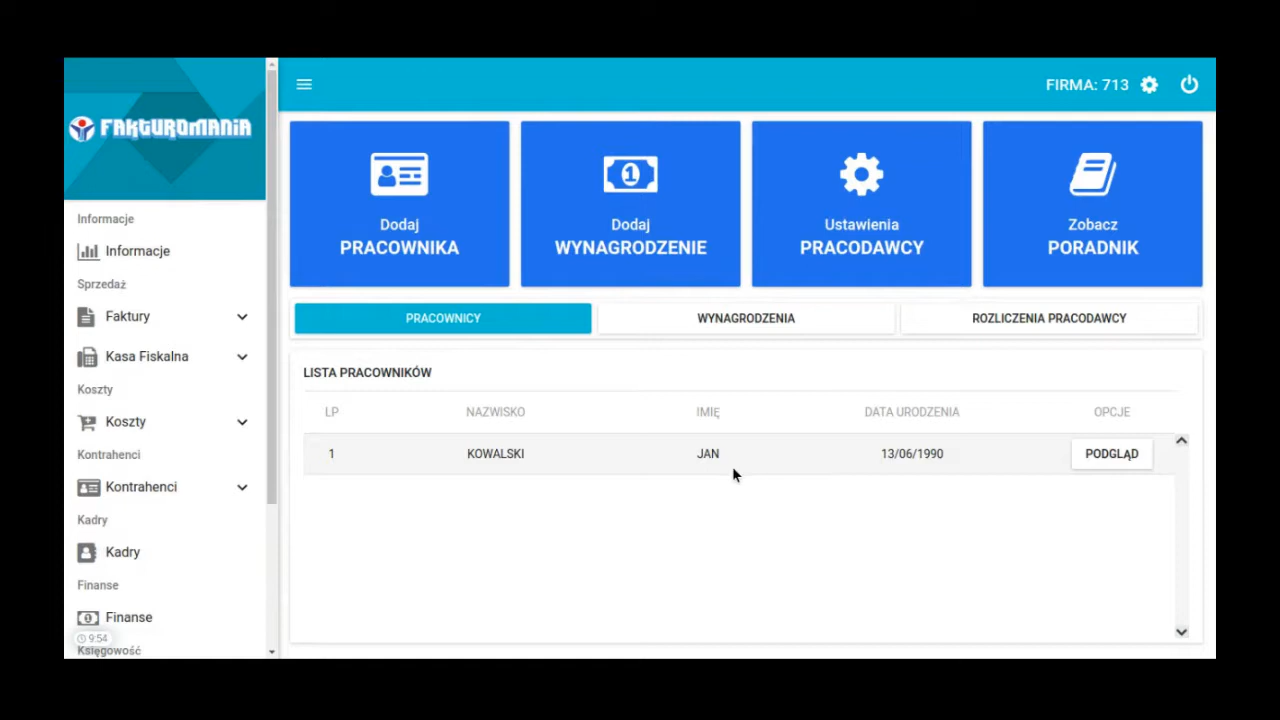 FAKTUROMANIA
FIRMA: 713
Informacje
Informacje
Sprzedaż
Faktury
Kasa Fiskalna
Koszty
Koszty
Kontrahenci
Kontrahenci
Kadry
Kadry
Finanse
Finanse
9:54
Księgowość
Dodaj
PRACOWNIKA
1
Dodaj
WYNAGRODZENIE
Ustawienia
PRACODAWCY
Zobacz
PORADNIK
PRACOWNICY WYNAGRODZENIA ROZLICZENIA PRACODAWCY
LISTA PRACOWNIKÓW
LP NAZWISKO IMIĘ DATA URODZENIA OPCJE
1 KOWALSKI JAN 13/06/1990 PODGLĄD